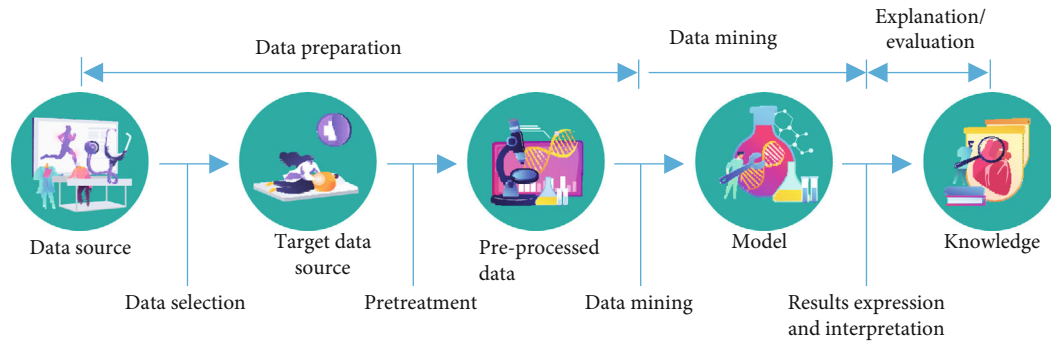 Data preparation
Data mining
Explanation/
evaluation
Data source
Target data
source
Pre-processed
data
Model
Knowledge
Data selection
Pretreatment
Data mining
Results expression
and interpretation